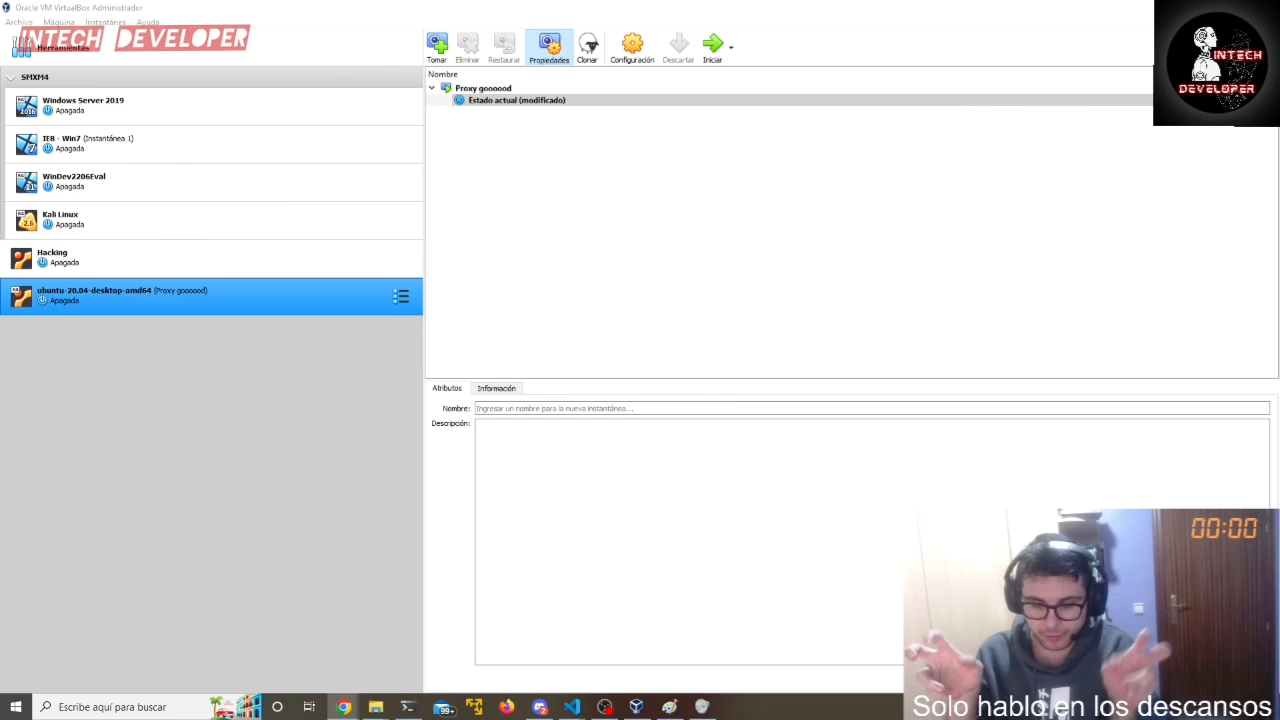 Oracle VM VirtualBox Administrador
Archivo Máquina Instantánea Ayuda
INTECH DEVELOPER
Herramientas
Tomar Eliminar Restaurar Propiedades Clonar Configuración Descartar Iniciar
INTECH
DEVELOPER
SMXM4
Windows Server 2019
Apagada
IE8 - Win7 (Instantánea 1)
Apagada
WinDev2206Eval
Apagada
Kali Linux
Apagada
Hacking
Apagada
ubuntu-20.04-desktop-amd64 (Proxy goooood)
Apagada
Nombre
Proxy goooood
Estado actual (modificado)
Atributos Información
Nombre: Ingresar un nombre para la nueva instantánea...
Descripción:
00:00
Escribe aquí para buscar
99+
Solo hablo en los descansos